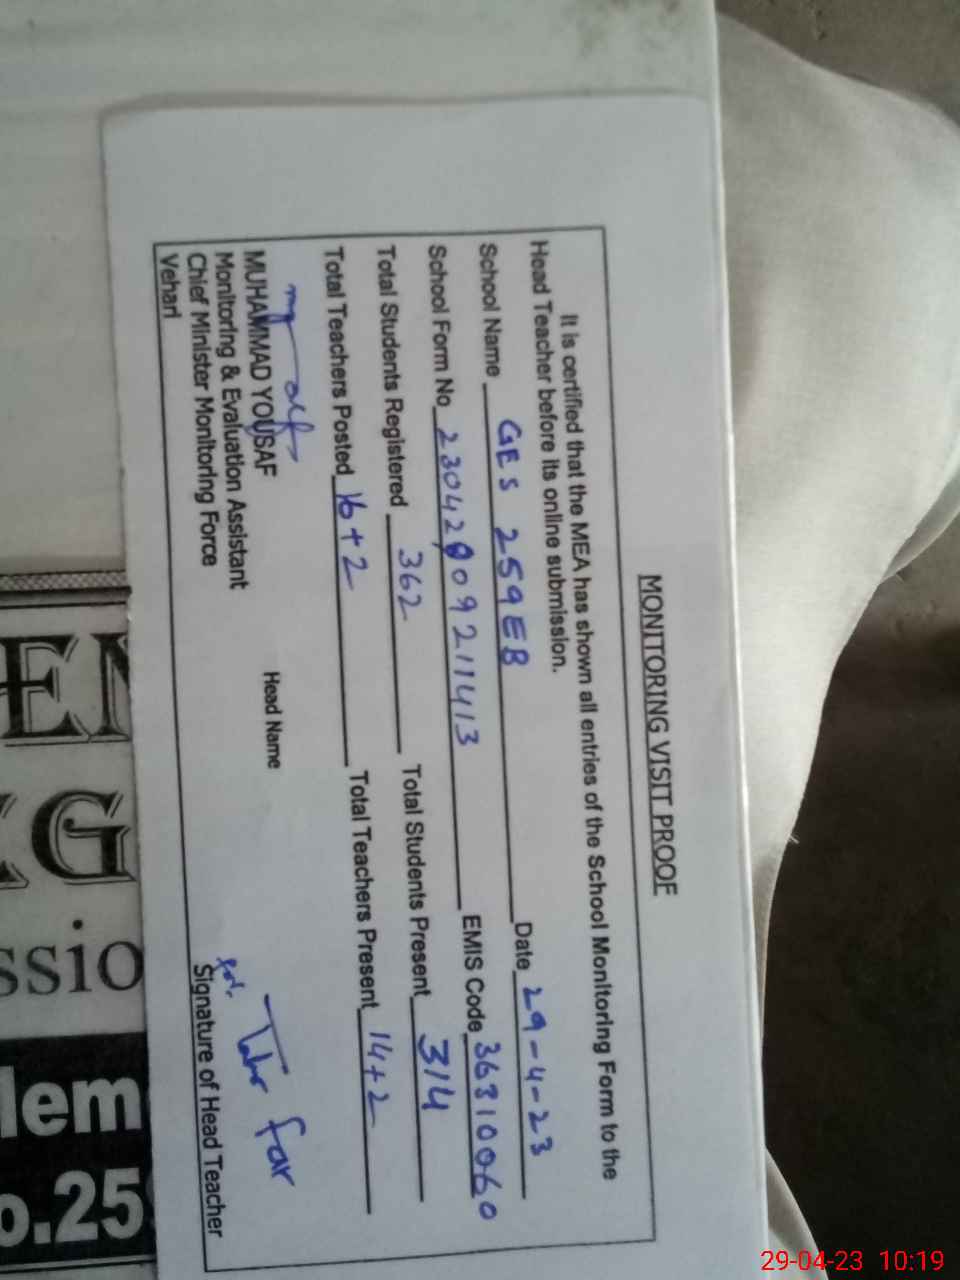 MONITORING VISIT PROOF
It is certified that the MEA has shown all entries of the School Monitoring Form to the
Head Teacher before its online submission.
School Name GES 259EB Date 29-4-23
School Form No 23042809211413 EMIS Code 36310060
Total Students Registered 362 Total Students Present 314
Total Teachers Posted 16+2 Total Teachers Present 14+2
MUHAMMAD YOUSAF
Head Name
Monitoring & Evaluation Assistant
Chief Minister Monitoring Force
Vehari
Signature of Head Teacher
EN
G
ssio
lem
o.259
29-04-23 10:19